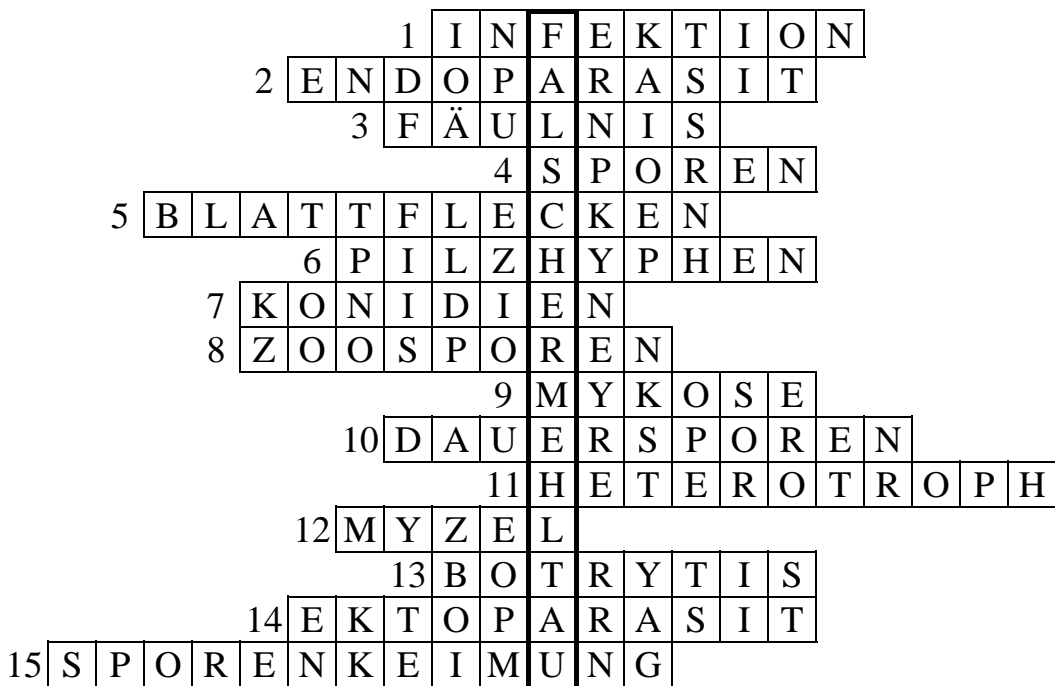 1 INFEKTION
2 ENDOPARASIT
3 FÄULNIS
4 SPOREN
5 BLATTFLECKEN
6 PILZHYPHEN
7 KONIDIEN
8 ZOOSPOREN
9 MYKOSE
10 DAUERSPOREN
11 HETEROTROPH
12 MYZEL
13 BOTRYTIS
14 EKTOPARASIT
15 SPORENKEIMUNG